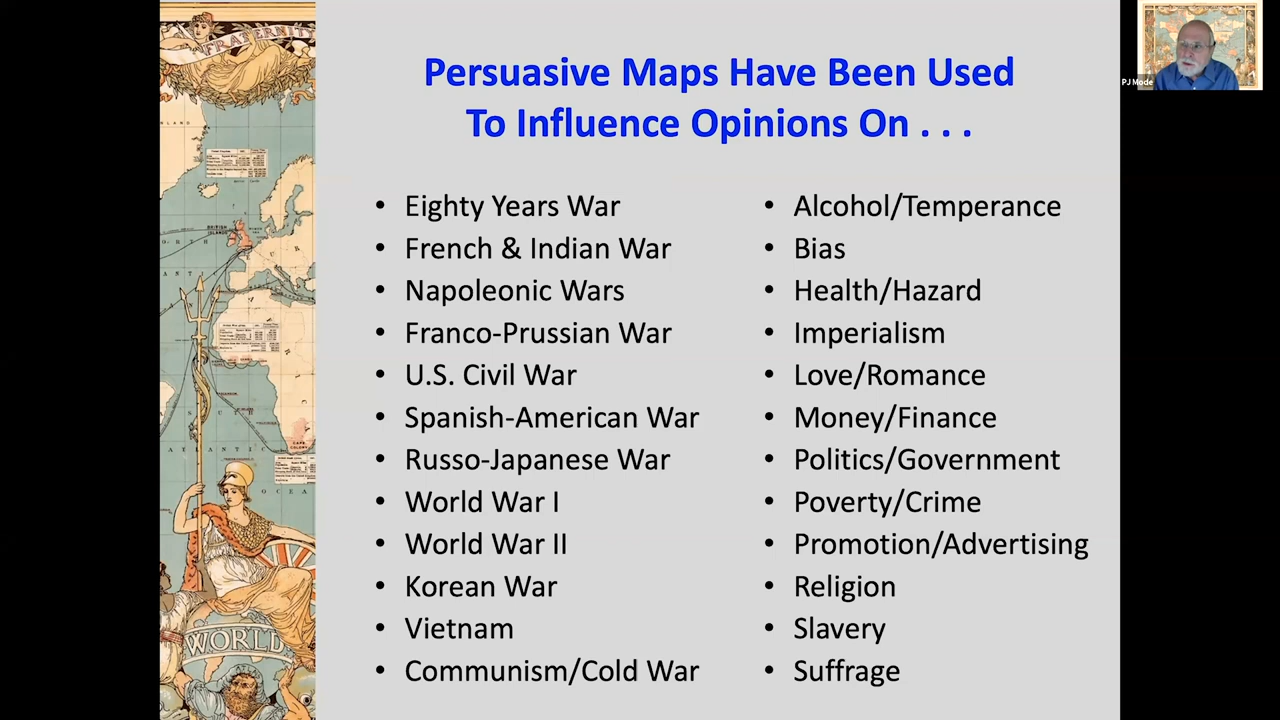 Persuasive Maps Have Been Used
To Influence Opinions On . . .
• Eighty Years War
• French & Indian War
• Napoleonic Wars
• Franco-Prussian War
• U.S. Civil War
• Spanish-American War
• Russo-Japanese War
• World War I
• World War II
• Korean War
• Vietnam
• Communism/Cold War
• Alcohol/Temperance
• Bias
• Health/Hazard
• Imperialism
• Love/Romance
• Money/Finance
• Politics/Government
• Poverty/Crime
• Promotion/Advertising
• Religion
• Slavery
• Suffrage
FRATERNITY
BRITISH
ISLANDS
WORLD
PJ Mode